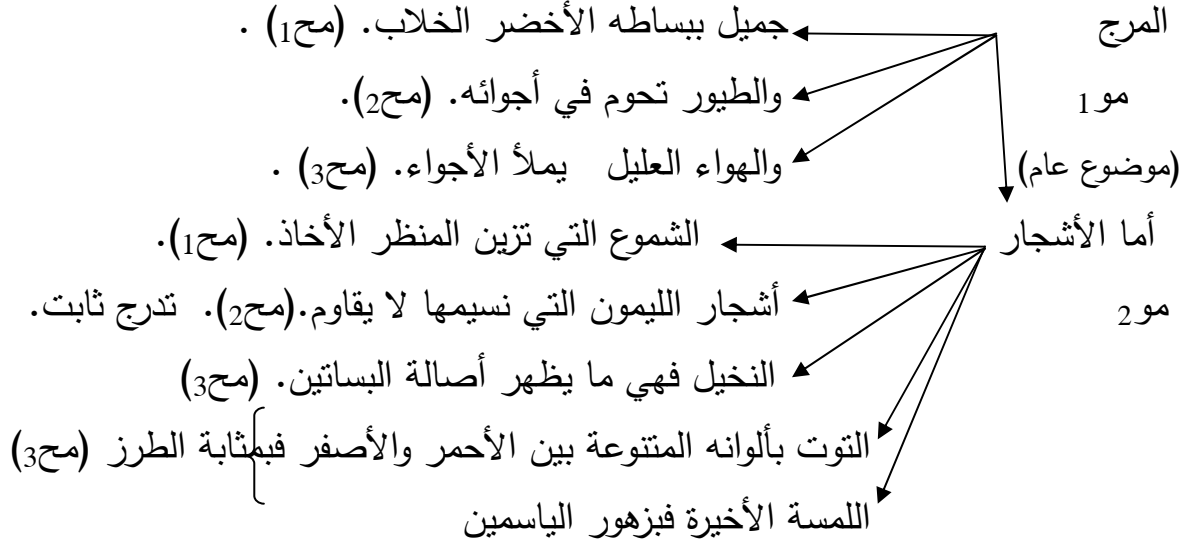 المرج جميل ببساطه الأخضر الخلاب. (مح1) .
مو1 والطيور تحوم في أجوائه. (مح2).
(موضوع عام) والهواء العليل يملأ الأجواء. (مح3) .
أما الأشجار الشموع التي تزين المنظر الأخاذ. (مح1).
مو2 أشجار الليمون التي نسيمها لا يقاوم.(مح2). تدرج ثابت.
النخيل فهي ما يظهر أصالة البساتين. (مح3)
التوت بألوانه المتنوعة بين الأحمر والأصفر فبمثابة الطرز (مح3)
اللمسة الأخيرة فبزهور الياسمين